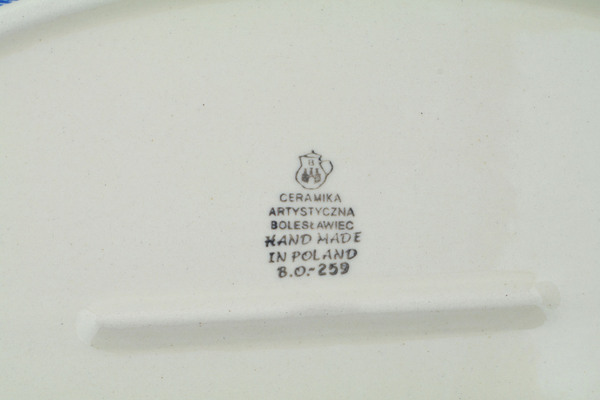 CERAMIKA
ARTYSTYCZNA
BOLESŁAWIEC
HAND MADE
IN POLAND
B.O.-259